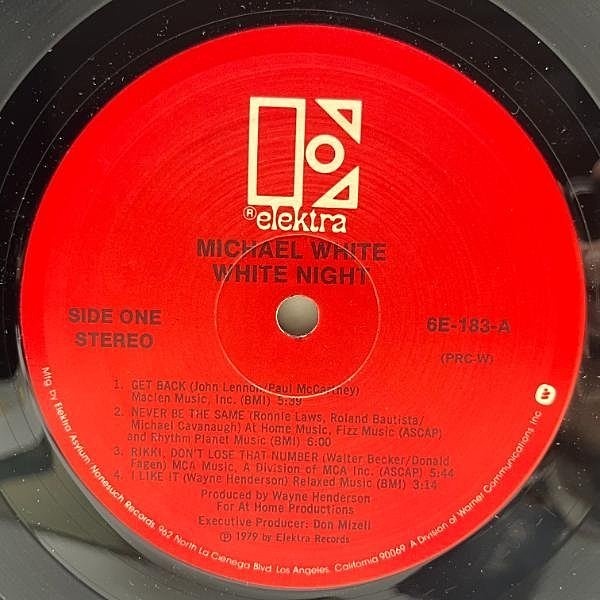 ® elektra
MICHAEL WHITE
WHITE NIGHT
SIDE ONE
STEREO
6E-183-A
(PRC-W)
1. GET BACK (John Lennon/Paul McCartney)
Maclen Music, Inc. (BMI) 5:39
2. NEVER BE THE SAME (Ronnie Laws, Roland Bautista/
Michael Cavanaugh) At Home Music, Fizz Music (ASCAP)
and Rhythm Planet Music (BMI) 6:00
3. RIKKI, DON'T LOSE THAT NUMBER (Walter Becker/Donald
Fagen) MCA Music, A Division of MCA Inc. (ASCAP) 5:44
4. I LIKE IT (Wayne Henderson) Relaxed Music (BMI) 3:14
Produced by Wayne Henderson
For At Home Productions
Executive Producer: Don Mizell
℗ 1979 by Elektra Records
Mfg. by Elektra/Asylum/Nonesuch Records, 962 North La Cienega Blvd. Los Angeles, California 90069 A Division of Warner Communications, Inc.